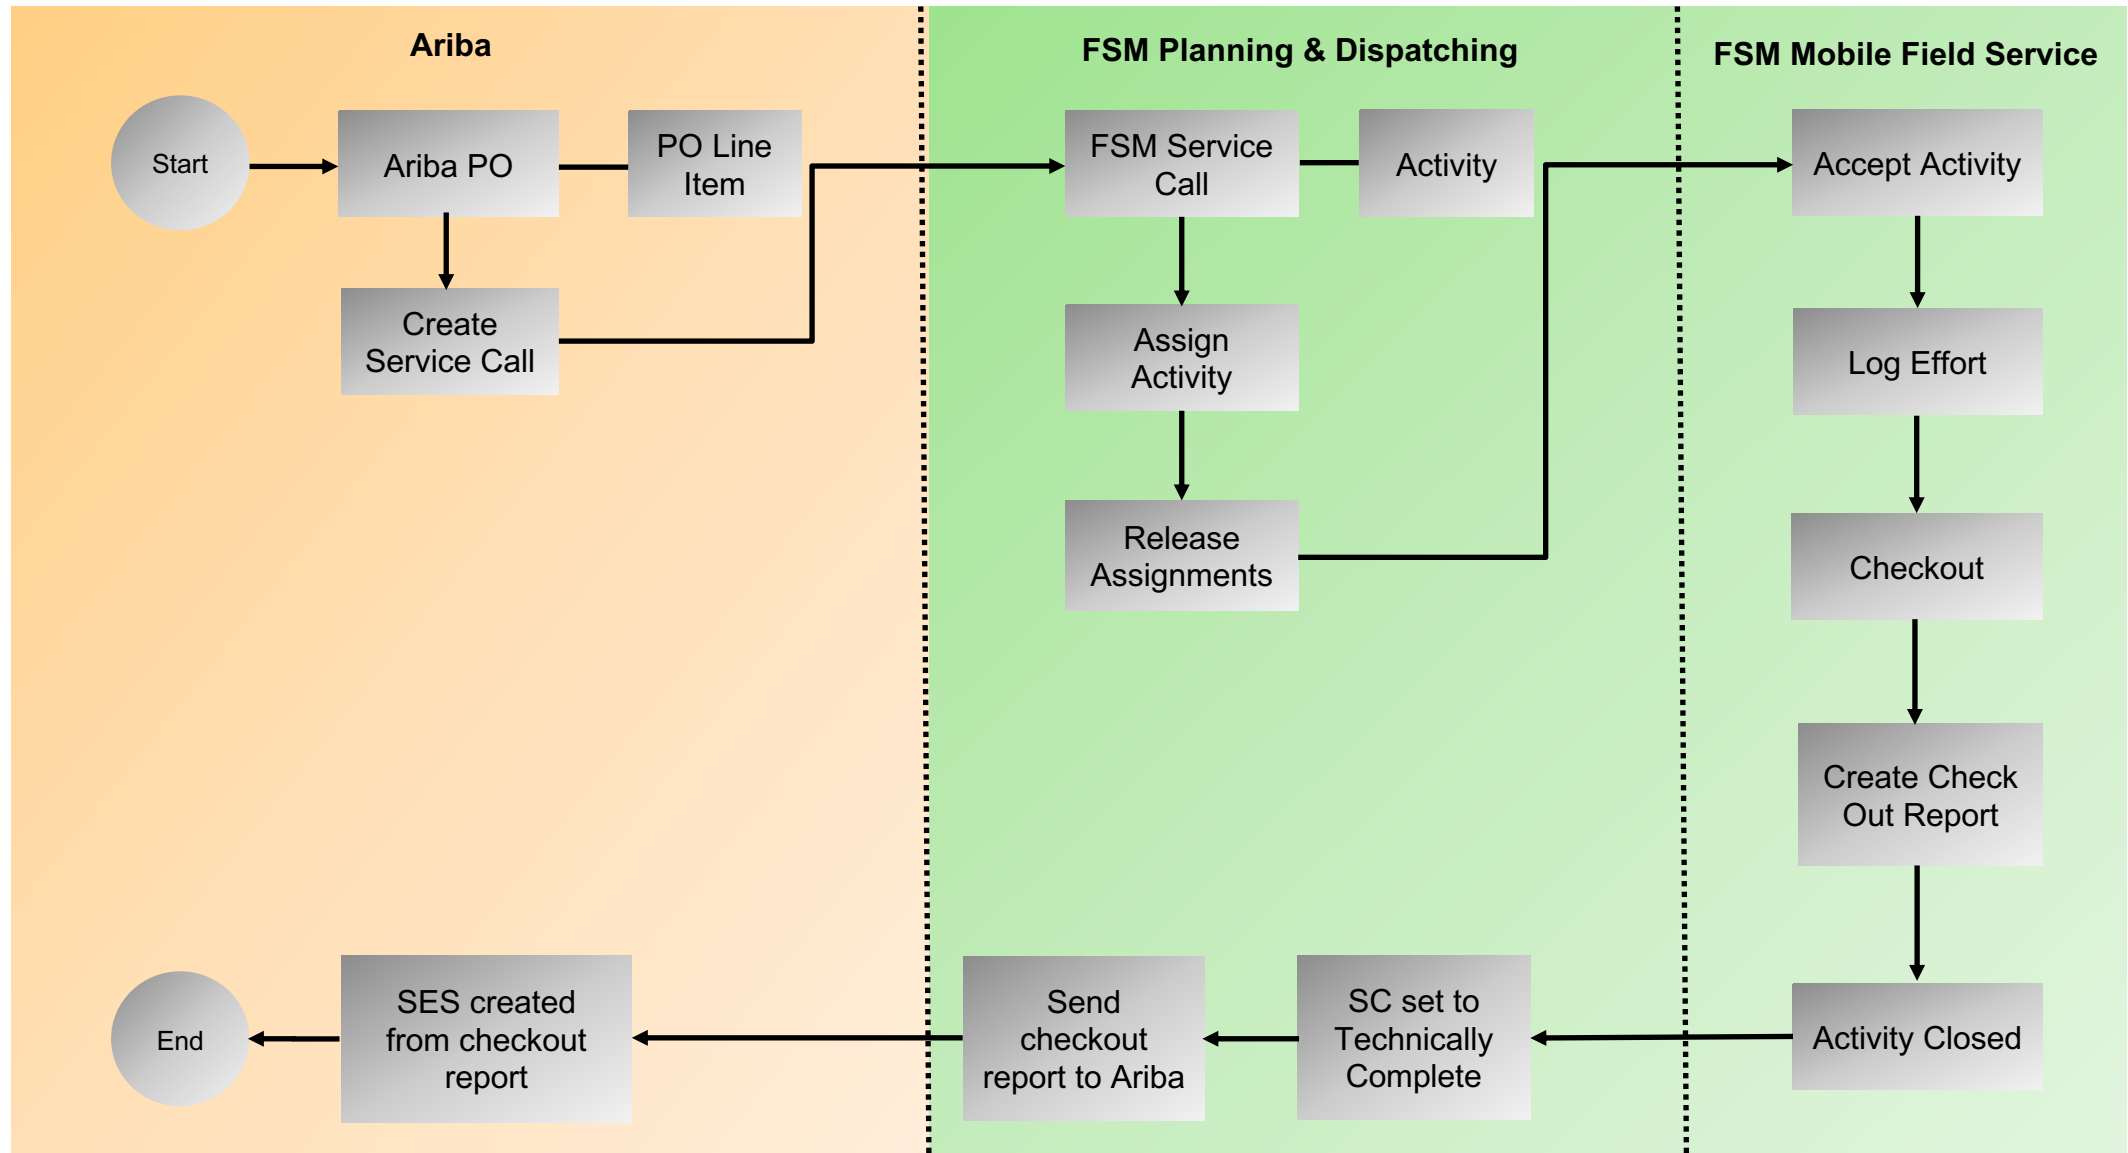 Ariba
FSM Planning & Dispatching
FSM Mobile Field Service
Start
Ariba PO
PO Line
Item
FSM Service
Call
Activity
Accept Activity
Create
Service Call
Assign
Activity
Log Effort
Release
Assignments
Checkout
Create Check
Out Report
End
SES created
from checkout
report
Send
checkout
report to Ariba
SC set to
Technically
Complete
Activity Closed